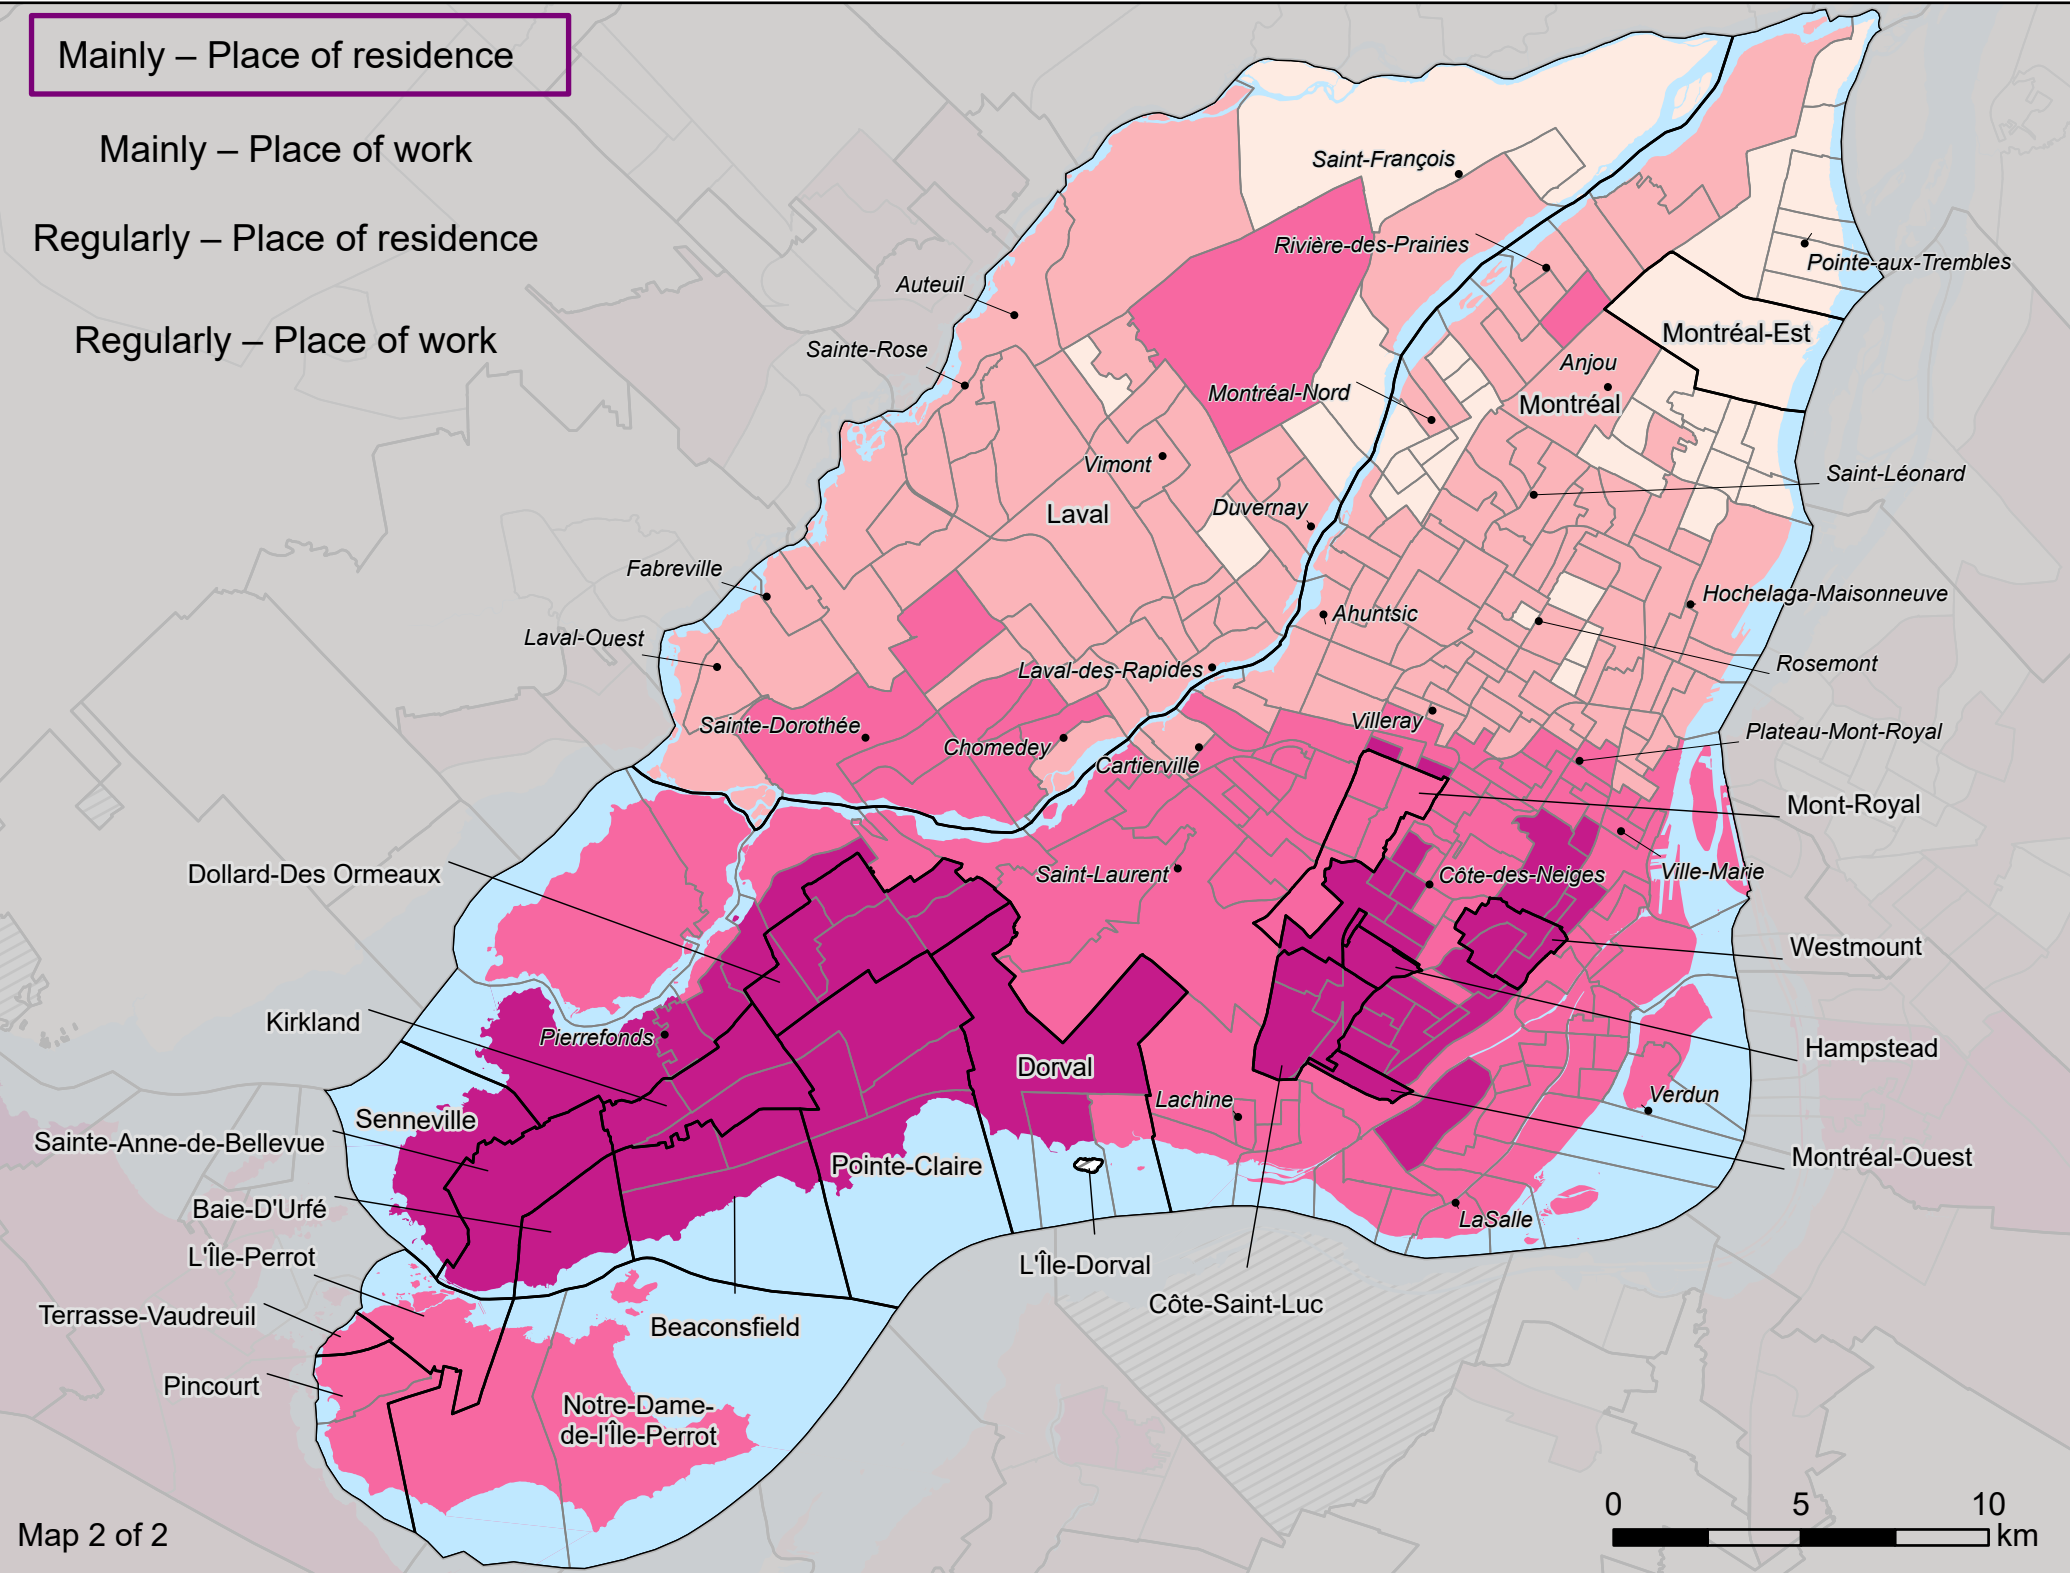 Mainly – Place of residence
Mainly – Place of work
Regularly – Place of residence
Regularly – Place of work
Saint-François
Rivière-des-Prairies
Pointe-aux-Trembles
Auteuil
Montréal-Est
Sainte-Rose
Anjou
Montréal-Nord
Montréal
Vimont
Saint-Léonard
Laval
Duvernay
Fabreville
Hochelaga-Maisonneuve
Ahuntsic
Laval-Ouest
Laval-des-Rapides
Rosemont
Sainte-Dorothée
Villeray
Plateau-Mont-Royal
Chomedey
Cartierville
Mont-Royal
Dollard-Des Ormeaux
Saint-Laurent
Côte-des-Neiges
Ville-Marie
Westmount
Kirkland
Pierrefonds
Hampstead
Dorval
Verdun
Lachine
Senneville
Sainte-Anne-de-Bellevue
Pointe-Claire
Montréal-Ouest
Baie-D'Urfé
LaSalle
L'Île-Perrot
L'Île-Dorval
Côte-Saint-Luc
Terrasse-Vaudreuil
Beaconsfield
Pincourt
Notre-Dame-
de-l'Île-Perrot
0 5 10
km
Map 2 of 2